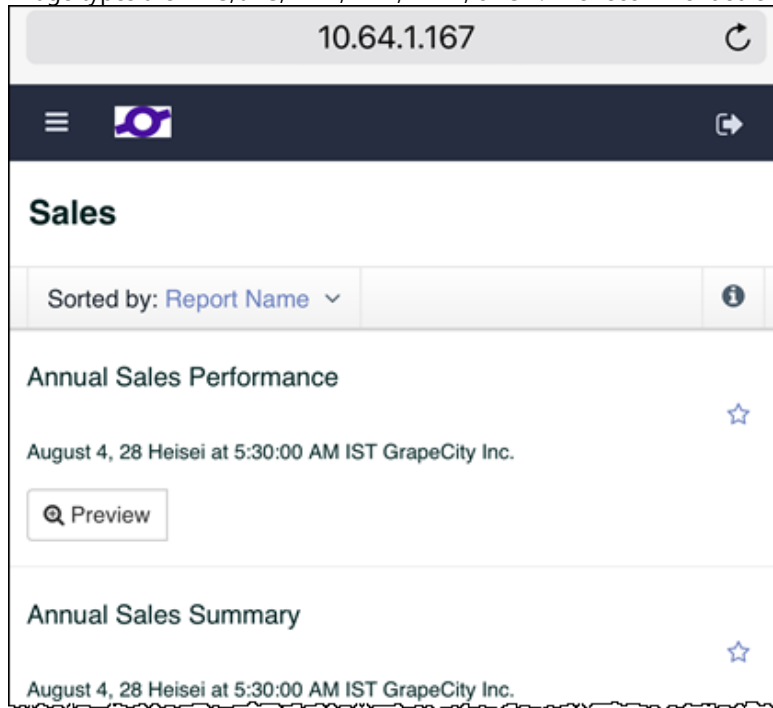 10.64.1.167
Sales
Sorted by: Report Name
Annual Sales Performance
August 4, 28 Heisei at 5:30:00 AM IST GrapeCity Inc.
Preview
Annual Sales Summary
August 4, 28 Heisei at 5:30:00 AM IST GrapeCity Inc.